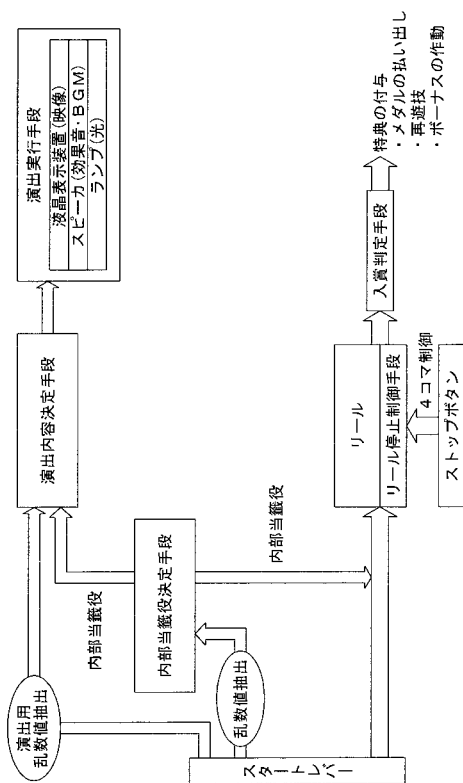 演出用
乱数値抽出
演出内容決定手段
演出実行手段
液晶表示装置(映像)
スピーカ(効果音・BGM)
ランプ(光)
内部当籤役
内部当籤役決定手段
内部当籤役
乱数値抽出
スタートレバー
リール
リール停止制御手段
4コマ制御
ストップボタン
入賞判定手段
特典の付与
・メダルの払い出し
・再遊技
・ボーナスの作動